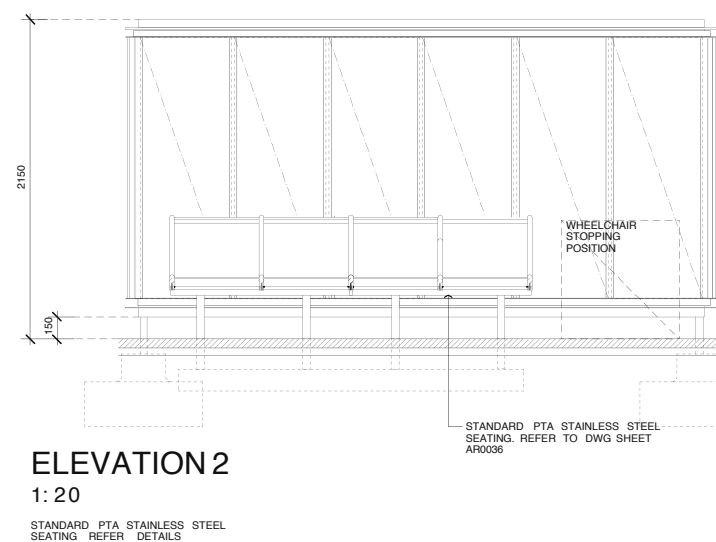 2150
WHEELCHAIR
STOPPING
POSITION
150
STANDARD PTA STAINLESS STEEL
SEATING. REFER TO DWG SHEET
AR0036
ELEVATION 2
1:20
STANDARD PTA STAINLESS STEEL
SEATING REFER DETAILS